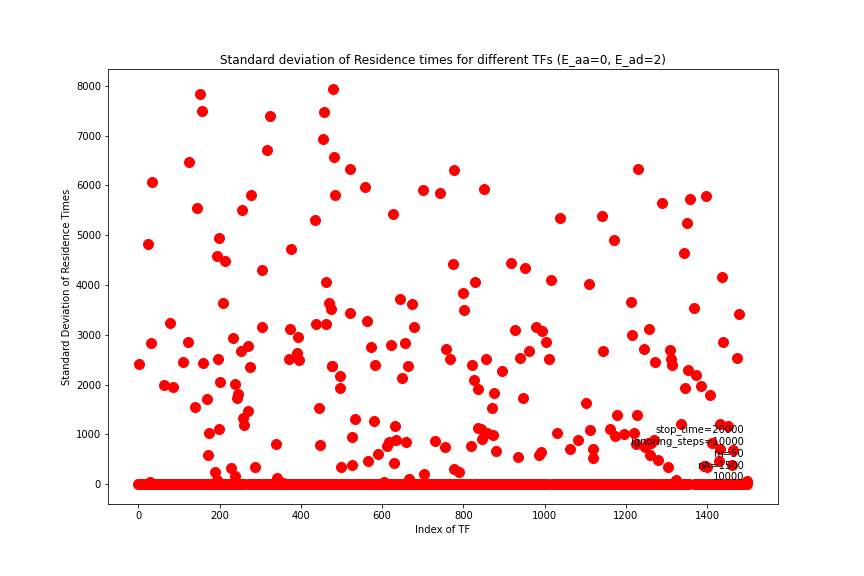 Standard deviation of Residence times for different TFs (E_aa=0, E_ad=2)
Standard Deviation of Residence Times
8000
7000
6000
5000
4000
3000
2000
1000
0
stop_time=20000
ignoring_steps=10000
nA=1500
10000
0 200 400 600 800 1000 1200 1400
Index of TF